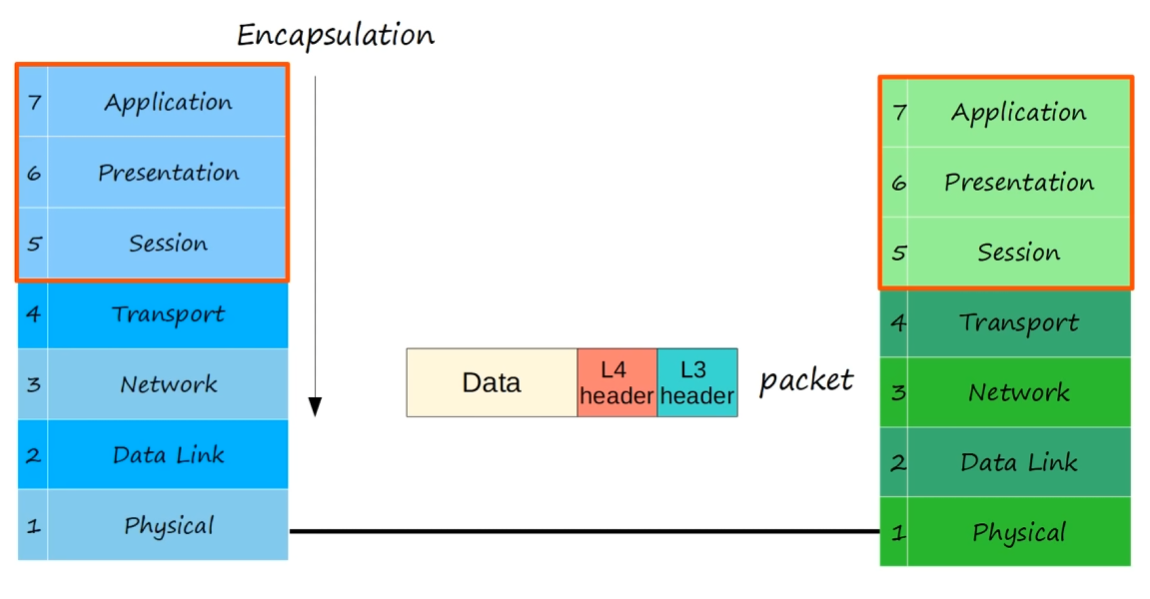 Encapsulation
7 Application
6 Presentation
5 Session
4 Transport
3 Network
2 Data Link
1 Physical
Data
L4
header
L3
header
packet
7 Application
6 Presentation
5 Session
4 Transport
3 Network
2 Data Link
1 Physical